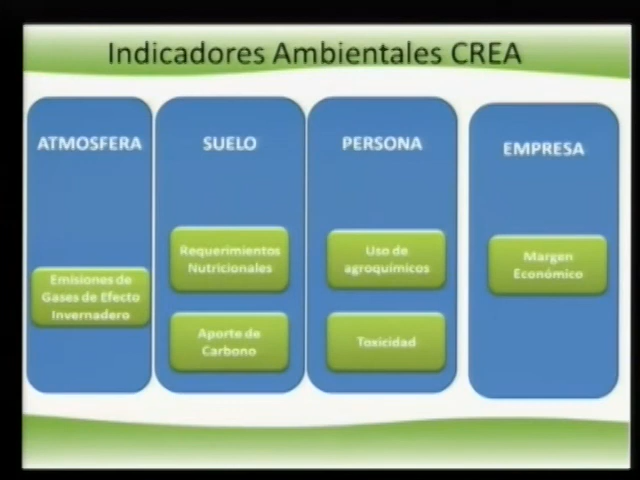 Indicadores Ambientales CREA
ATMOSFERA
Emisiones de
Gases de Efecto
Invernadero
SUELO
Requerimientos
Nutricionales
Aporte de
Carbono
PERSONA
Uso de
agroquímicos
Toxicidad
EMPRESA
Margen
Económico